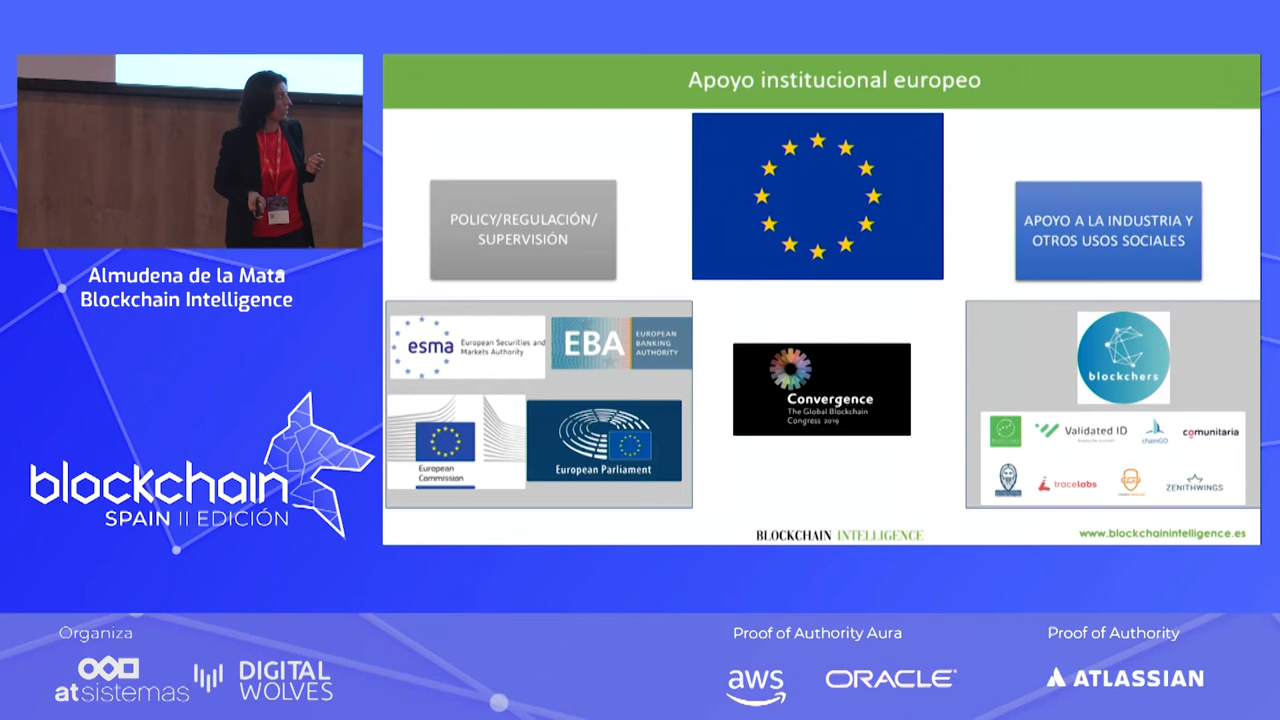 Apoyo institucional europeo
POLICY/REGULACIÓN/
SUPERVISIÓN
APOYO A LA INDUSTRIA Y
OTROS USOS SOCIALES
esma
European Securities and
Markets Authority
EBA
EUROPEAN
BANKING
AUTHORITY
European
Commission
European Parliament
Convergence
The Global Blockchain
Congress 2019
blockchers
Validated ID
chainGO
comunitaria
tracelabs
ZENITHWINGS
BLOCKCHAIN INTELLIGENCE
www.blockchainintelligence.es
Almudena de la Mata
Blockchain Intelligence
blockchain
SPAIN II EDICIÓN
Organiza
atsistemas
DIGITAL
WOLVES
Proof of Authority Aura
aws
ORACLE
Proof of Authority
ATLASSIAN